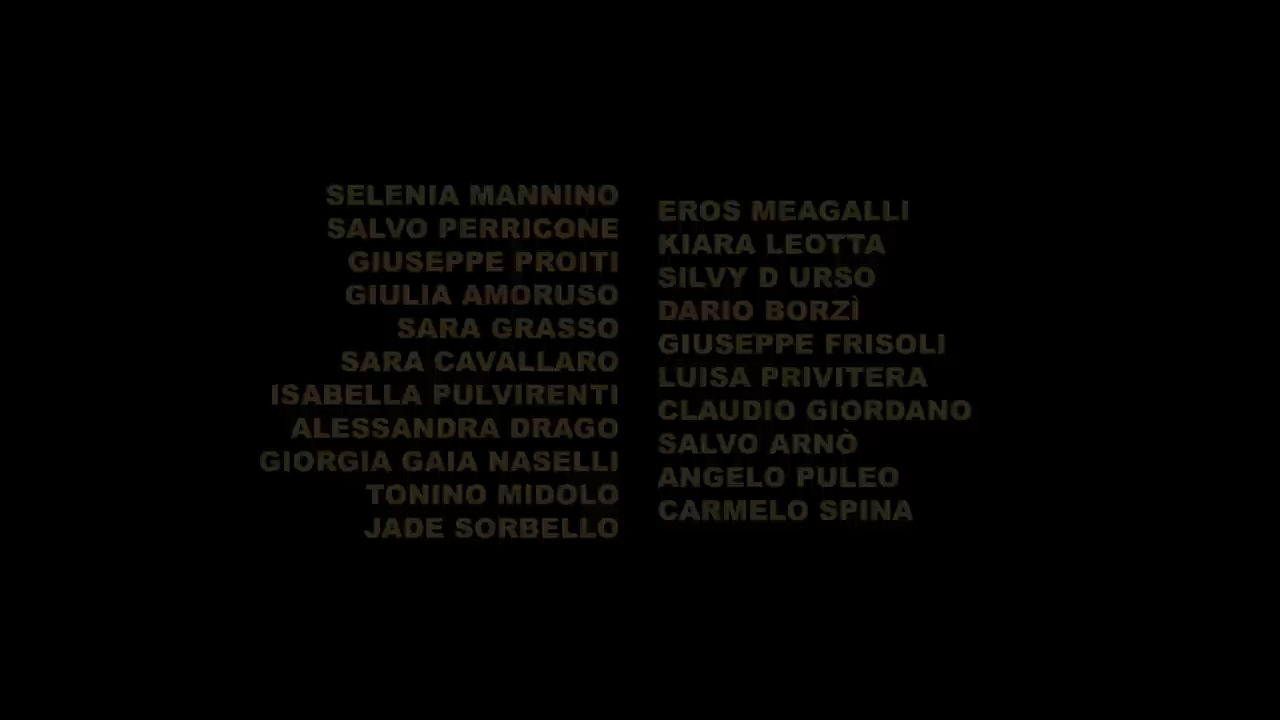 SELENIA MANNINO
SALVO PERRICONE
GIUSEPPE PROITI
GIULIA AMORUSO
SARA GRASSO
SARA CAVALLARO
ISABELLA PULVIRENTI
ALESSANDRA DRAGO
GIORGIA GAIA NASELLI
TONINO MIDOLO
JADE SORBELLO
EROS MEAGALLI
KIARA LEOTTA
SILVY D URSO
DARIO BORZÌ
GIUSEPPE FRISOLI
LUISA PRIVITERA
CLAUDIO GIORDANO
SALVO ARNÒ
ANGELO PULEO
CARMELO SPINA